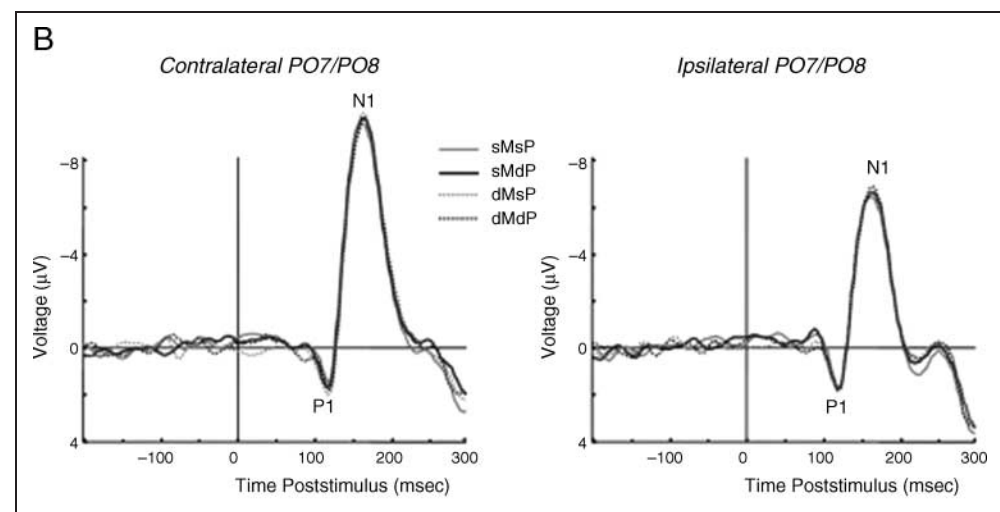 B
Contralateral PO7/PO8
Ipsilateral PO7/PO8
N1
N1
sMsP
sMdP
dMsP
dMdP
–8
–4
0
4
Voltage (µV)
P1
–100
0
100
200
300
Time Poststimulus (msec)
–8
–4
0
4
Voltage (µV)
P1
–100
0
100
200
300
Time Poststimulus (msec)